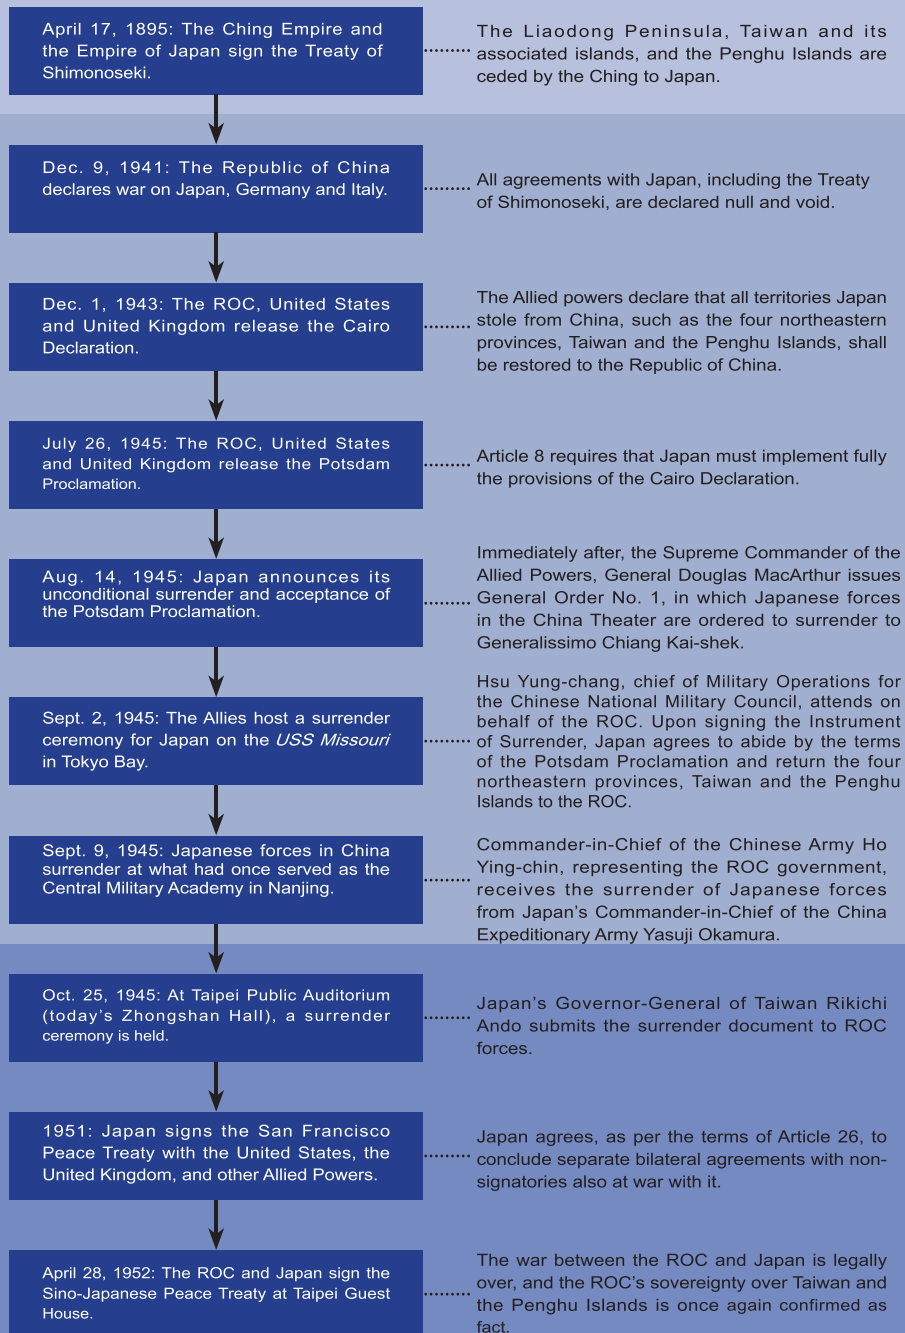 April 17, 1895: The Ching Empire and
the Empire of Japan sign the Treaty of
Shimonoseki.
The Liaodong Peninsula, Taiwan and its
associated islands, and the Penghu Islands are
ceded by the Ching to Japan.
Dec. 9, 1941: The Republic of China
declares war on Japan, Germany and Italy.
All agreements with Japan, including the Treaty
of Shimonoseki, are declared null and void.
Dec. 1, 1943: The ROC, United States
and United Kingdom release the Cairo
Declaration.
The Allied powers declare that all territories Japan
stole from China, such as the four northeastern
provinces, Taiwan and the Penghu Islands, shall
be restored to the Republic of China.
July 26, 1945: The ROC, United States
and United Kingdom release the Potsdam
Proclamation.
Article 8 requires that Japan must implement fully
the provisions of the Cairo Declaration.
Aug. 14, 1945: Japan announces its
unconditional surrender and acceptance of
the Potsdam Proclamation.
Immediately after, the Supreme Commander of the
Allied Powers, General Douglas MacArthur issues
General Order No. 1, in which Japanese forces
in the China Theater are ordered to surrender to
Generalissimo Chiang Kai-shek.
Sept. 2, 1945: The Allies host a surrender
ceremony for Japan on the USS Missouri
in Tokyo Bay.
Hsu Yung-chang, chief of Military Operations for
the Chinese National Military Council, attends on
behalf of the ROC. Upon signing the Instrument
of Surrender, Japan agrees to abide by the terms
of the Potsdam Proclamation and return the four
northeastern provinces, Taiwan and the Penghu
Islands to the ROC.
Sept. 9, 1945: Japanese forces in China
surrender at what had once served as the
Central Military Academy in Nanjing.
Commander-in-Chief of the Chinese Army Ho
Ying-chin, representing the ROC government,
receives the surrender of Japanese forces
from Japan's Commander-in-Chief of the China
Expeditionary Army Yasuji Okamura.
Oct. 25, 1945: At Taipei Public Auditorium
(today's Zhongshan Hall), a surrender
ceremony is held.
Japan's Governor-General of Taiwan Rikichi
Ando submits the surrender document to ROC
forces.
1951: Japan signs the San Francisco
Peace Treaty with the United States, the
United Kingdom, and other Allied Powers.
Japan agrees, as per the terms of Article 26, to
conclude separate bilateral agreements with non-
signatories also at war with it.
April 28, 1952: The ROC and Japan sign the
Sino-Japanese Peace Treaty at Taipei Guest
House.
The war between the ROC and Japan is legally
over, and the ROC's sovereignty over Taiwan and
the Penghu Islands is once again confirmed as
fact.